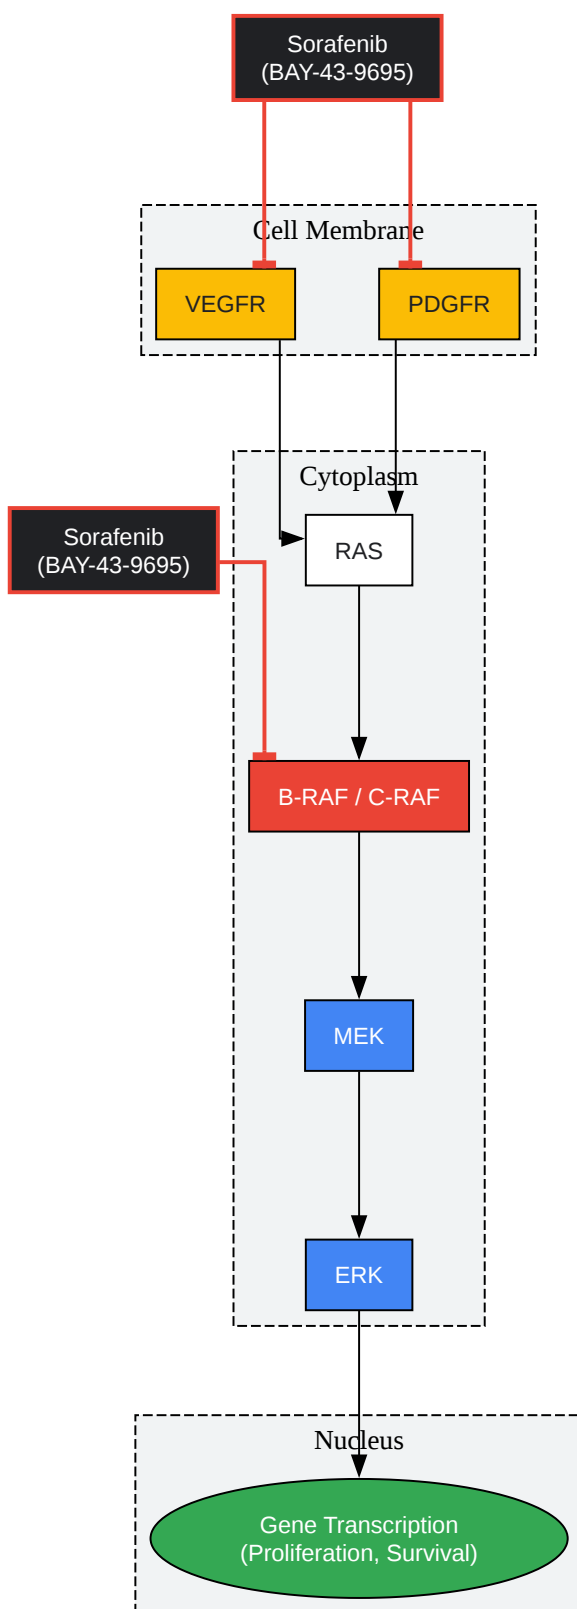 Sorafenib
(BAY-43-9695)
Cell Membrane
VEGFR
PDGFR
Cytoplasm
Sorafenib
(BAY-43-9695)
RAS
B-RAF / C-RAF
MEK
ERK
Nucleus
Gene Transcription
(Proliferation, Survival)